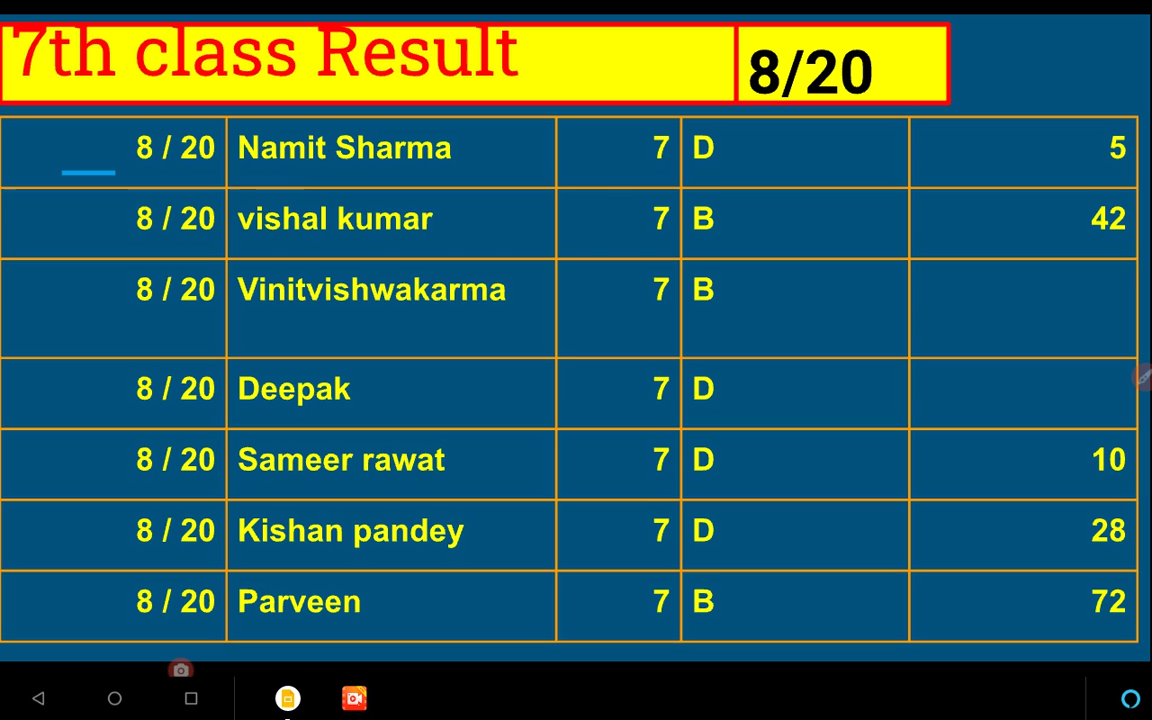 7th class Result 8/20
8 / 20 Namit Sharma 7 D 5
8 / 20 vishal kumar 7 B 42
8 / 20 Vinitvishwakarma 7 B
8 / 20 Deepak 7 D
8 / 20 Sameer rawat 7 D 10
8 / 20 Kishan pandey 7 D 28
8 / 20 Parveen 7 B 72